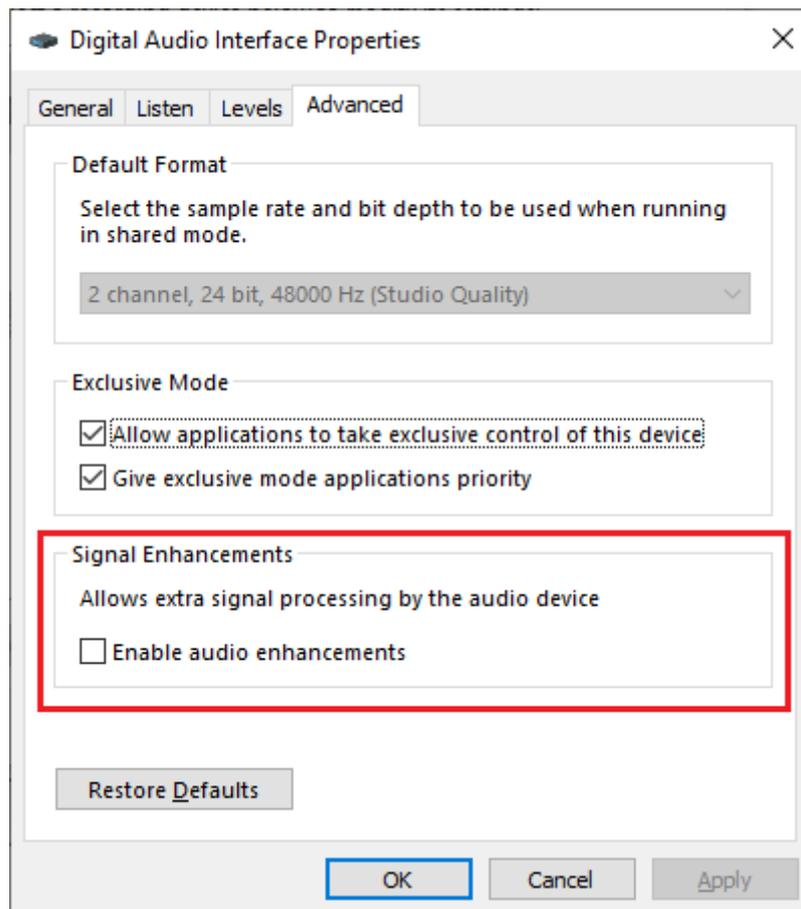 Digital Audio Interface Properties
General
Listen
Levels
Advanced
Default Format
Select the sample rate and bit depth to be used when running
in shared mode.
2 channel, 24 bit, 48000 Hz (Studio Quality)
Exclusive Mode
Allow applications to take exclusive control of this device
Give exclusive mode applications priority
Signal Enhancements
Allows extra signal processing by the audio device
Enable audio enhancements
Restore Defaults
OK
Cancel
Apply